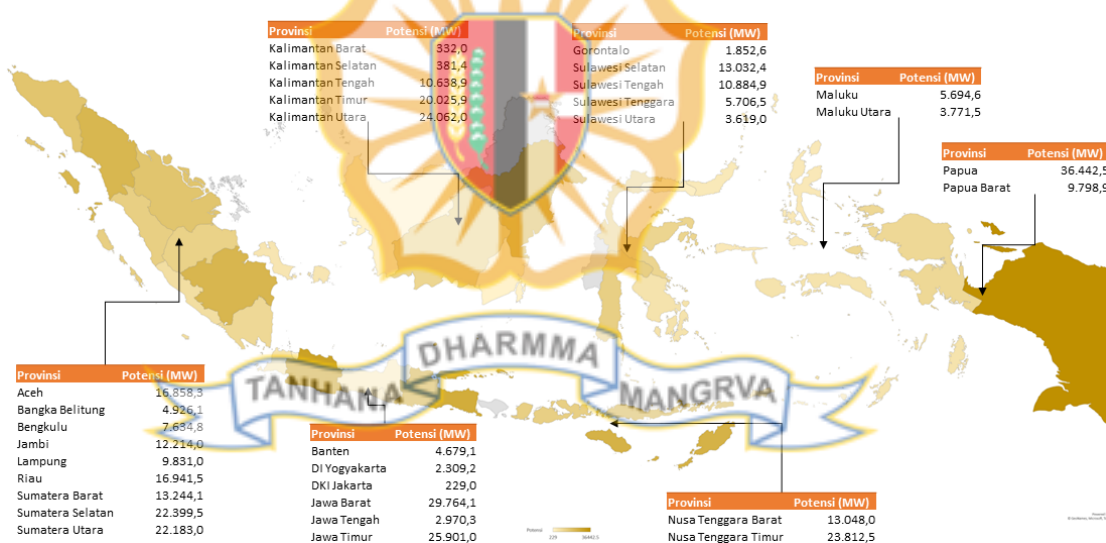 Provinsi Potensi (MW)
Kalimantan Barat 332,0
Kalimantan Selatan 381,4
Kalimantan Tengah 10.638,9
Kalimantan Timur 20.025,9
Kalimantan Utara 24.062,0
Provinsi Potensi (MW)
Gorontalo 1.852,6
Sulawesi Selatan 13.032,4
Sulawesi Tengah 10.884,9
Sulawesi Tenggara 5.706,5
Sulawesi Utara 3.619,0
Provinsi Potensi (MW)
Maluku 5.694,6
Maluku Utara 3.771,5
Provinsi Potensi (MW)
Papua 36.442,5
Papua Barat 9.798,9
DHARMMA
TANHANA
MANGRVA
Provinsi Potensi (MW)
Aceh 16.858,3
Bangka Belitung 4.926,1
Bengkulu 7.634,8
Jambi 12.214,0
Lampung 9.831,0
Riau 16.941,5
Sumatera Barat 13.244,1
Sumatera Selatan 22.399,5
Sumatera Utara 22.183,0
Provinsi Potensi (MW)
Banten 4.679,1
DI Yogyakarta 2.309,2
DKI Jakarta 229,0
Jawa Barat 29.764,1
Jawa Tengah 2.970,3
Jawa Timur 25.901,0
Provinsi Potensi (MW)
Nusa Tenggara Barat 13.048,0
Nusa Tenggara Timur 23.812,5
Potensi
229 36442,5